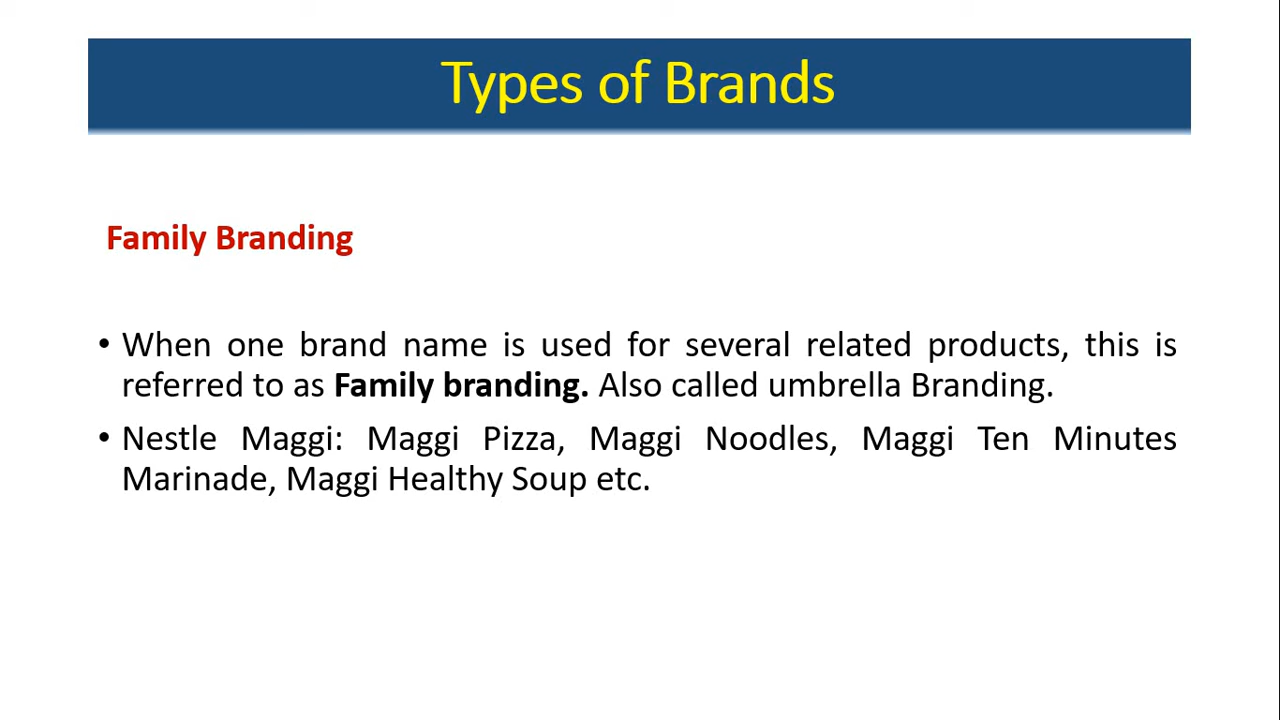 Types of Brands
Family Branding
• When one brand name is used for several related products, this is
referred to as Family branding. Also called umbrella Branding.
• Nestle Maggi: Maggi Pizza, Maggi Noodles, Maggi Ten Minutes
Marinade, Maggi Healthy Soup etc.